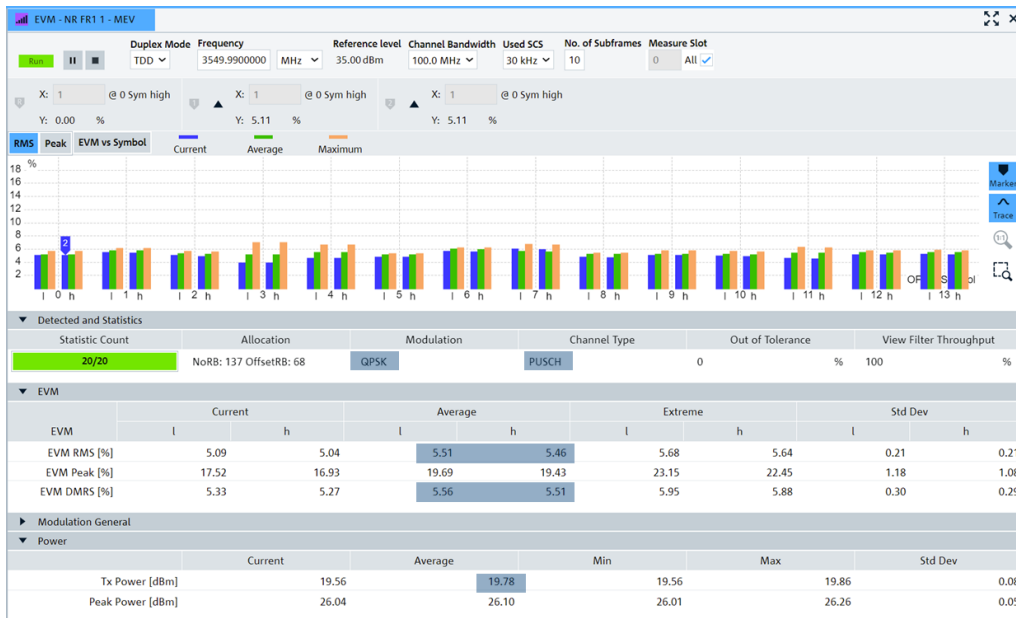 EVM - NR FR1 1 - MEV
Duplex Mode Frequency Reference level Channel Bandwidth Used SCS No. of Subframes Measure Slot
Run TDD 3549.9900000 MHz 35.00 dBm 100.0 MHz 30 kHz 10 0 All
X: 1 @ 0 Sym high X: 1 @ 0 Sym high X: 1 @ 0 Sym high
Y: 0.00 % Y: 5.11 % Y: 5.11 %
RMS Peak EVM vs Symbol Current Average Maximum
%
18
16
14
12
10
8
6
4
2
2
l 0 h l 1 h l 2 h l 3 h l 4 h l 5 h l 6 h l 7 h l 8 h l 9 h l 10 h l 11 h l 12 h l 13 h
Marker
Trace
1:1
Detected and Statistics
Statistic Count Allocation Modulation Channel Type Out of Tolerance View Filter Throughput
20/20 NoRB: 137 OffsetRB: 68 QPSK PUSCH 0 % 100 %
EVM
Current Average Extreme Std Dev
EVM l h l h l h l h
EVM RMS [%] 5.09 5.04 5.51 5.46 5.68 5.64 0.21 0.21
EVM Peak [%] 17.52 16.93 19.69 19.43 23.15 22.45 1.18 1.08
EVM DMRS [%] 5.33 5.27 5.56 5.51 5.95 5.88 0.30 0.29
Modulation General
Power
Current Average Min Max Std Dev
Tx Power [dBm] 19.56 19.78 19.56 19.86 0.08
Peak Power [dBm] 26.04 26.10 26.01 26.26 0.05